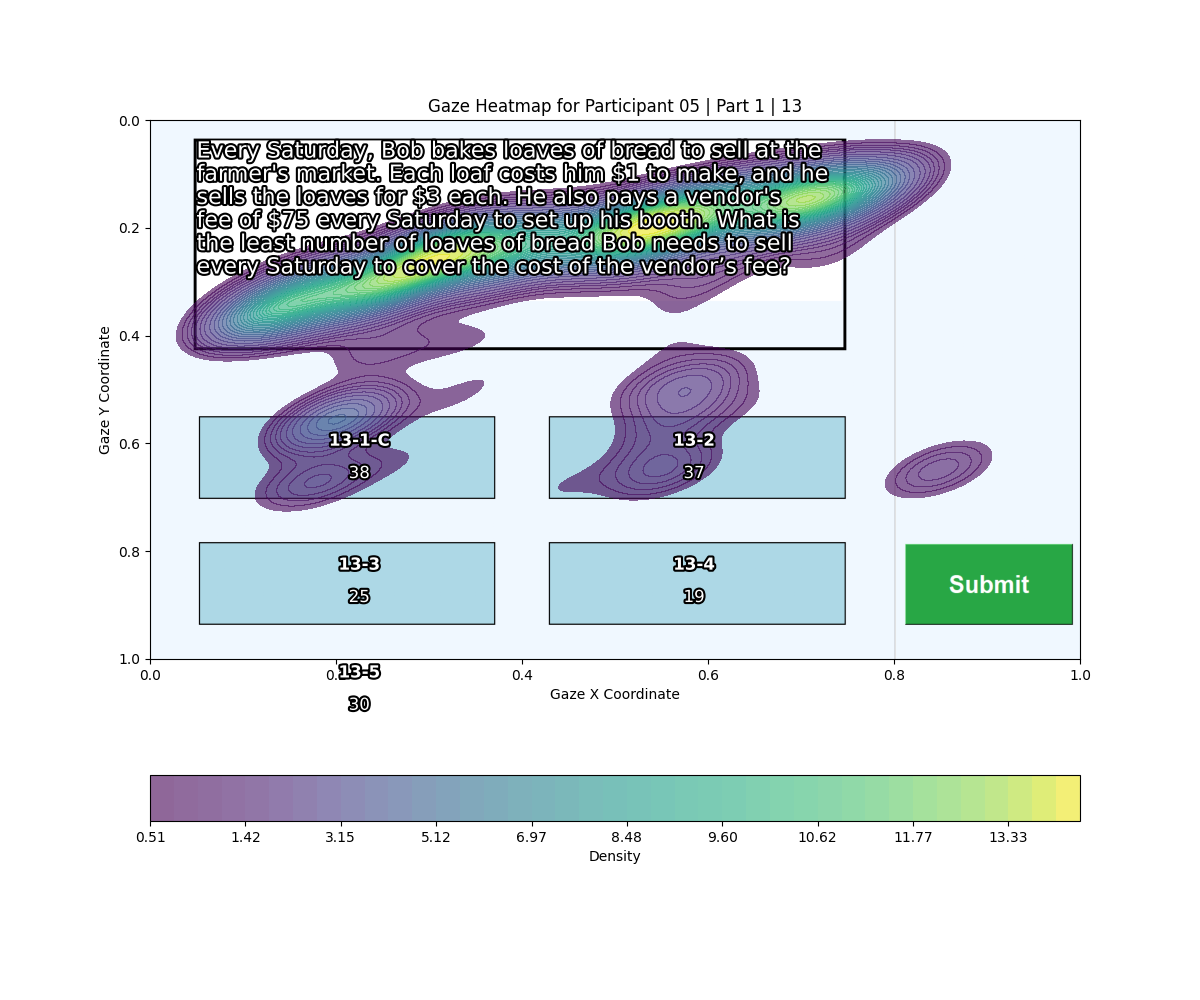 Gaze Heatmap for Participant 05 | Part 1 | 13
Every Saturday, Bob bakes loaves of bread to sell at the
farmer's market. Each loaf costs him $1 to make, and he
sells the loaves for $3 each. He also pays a vendor's
fee of $75 every Saturday to set up his booth. What is
the least number of loaves of bread Bob needs to sell
every Saturday to cover the cost of the vendor’s fee?
13-1-C
38
13-2
37
13-3
25
13-4
19
Submit
13-5
30
0.0
0.2
0.4
0.6
0.8
1.0
Gaze Y Coordinate
0.0 0.2 0.4 0.6 0.8 1.0
Gaze X Coordinate
0.51 1.42 3.15 5.12 6.97 8.48 9.60 10.62 11.77 13.33
Density